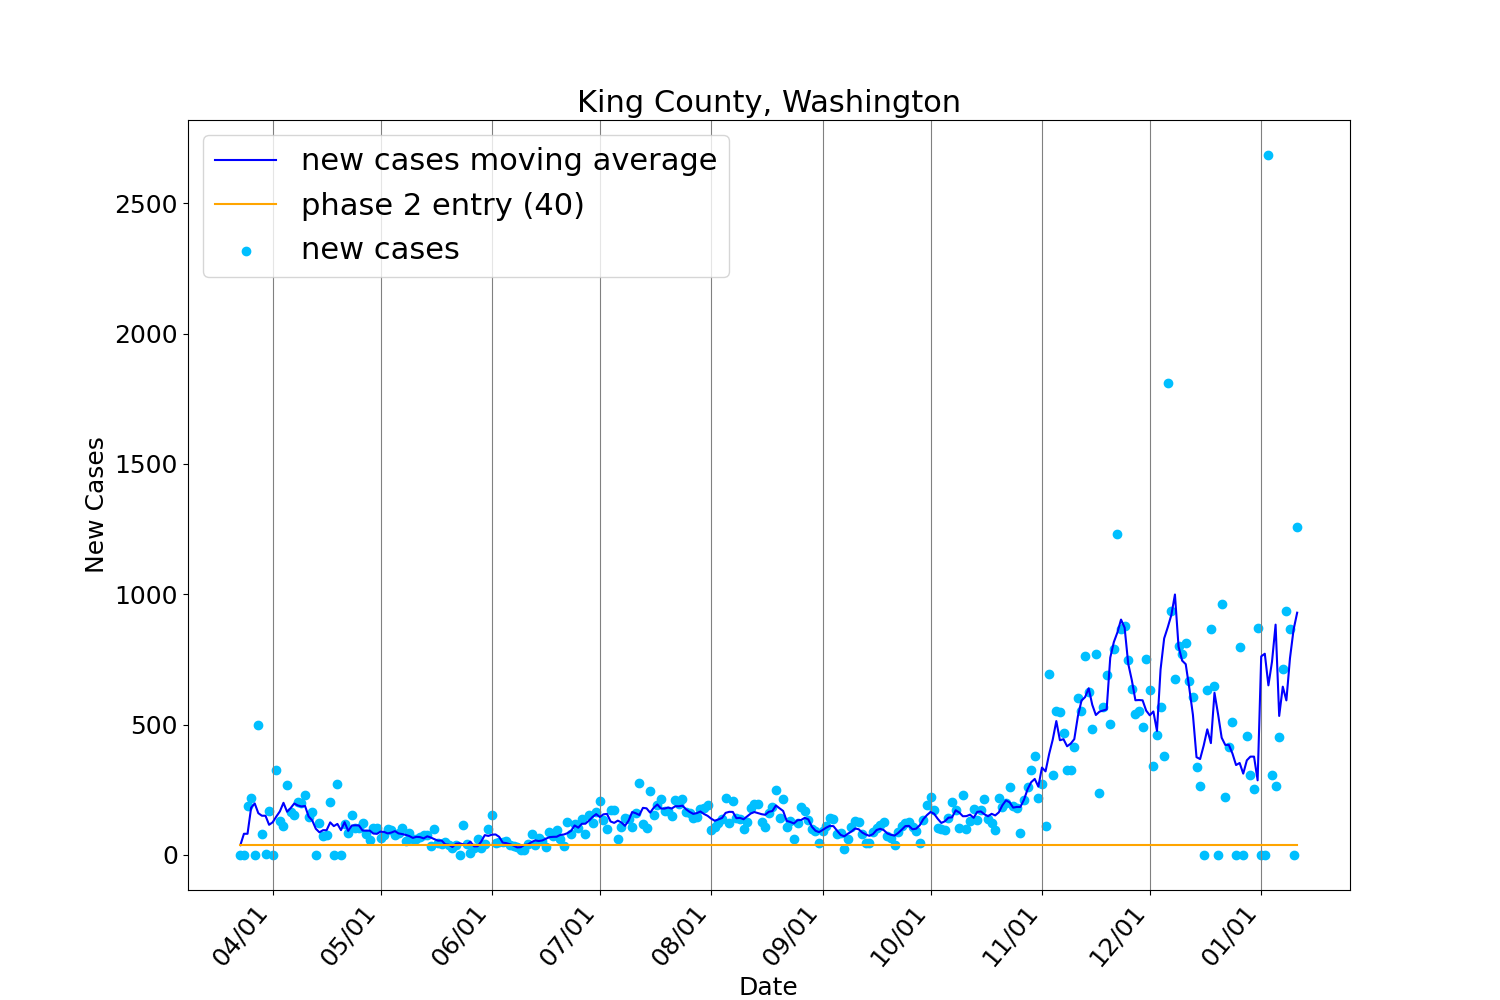 King County, Washington
new cases moving average
phase 2 entry (40)
new cases
2500
2000
1500
1000
500
0
New Cases
04/01
05/01
06/01
07/01
08/01
09/01
10/01
11/01
12/01
01/01
Date